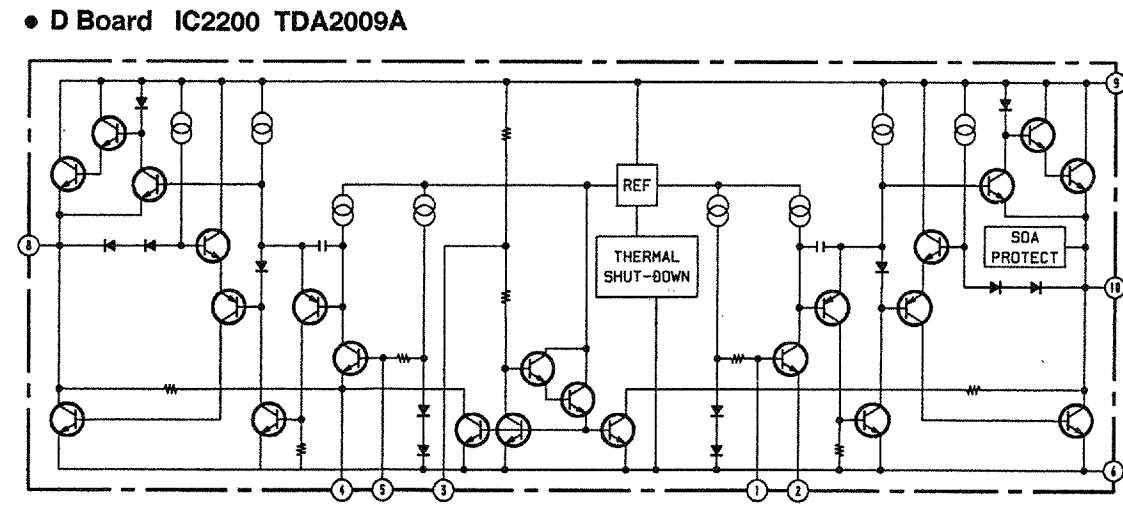 ● D Board IC2200 TDA2009A
9
REF
THERMAL
SHUT-DOWN
SOA
PROTECT
8
10
4
5
3
1
2
6